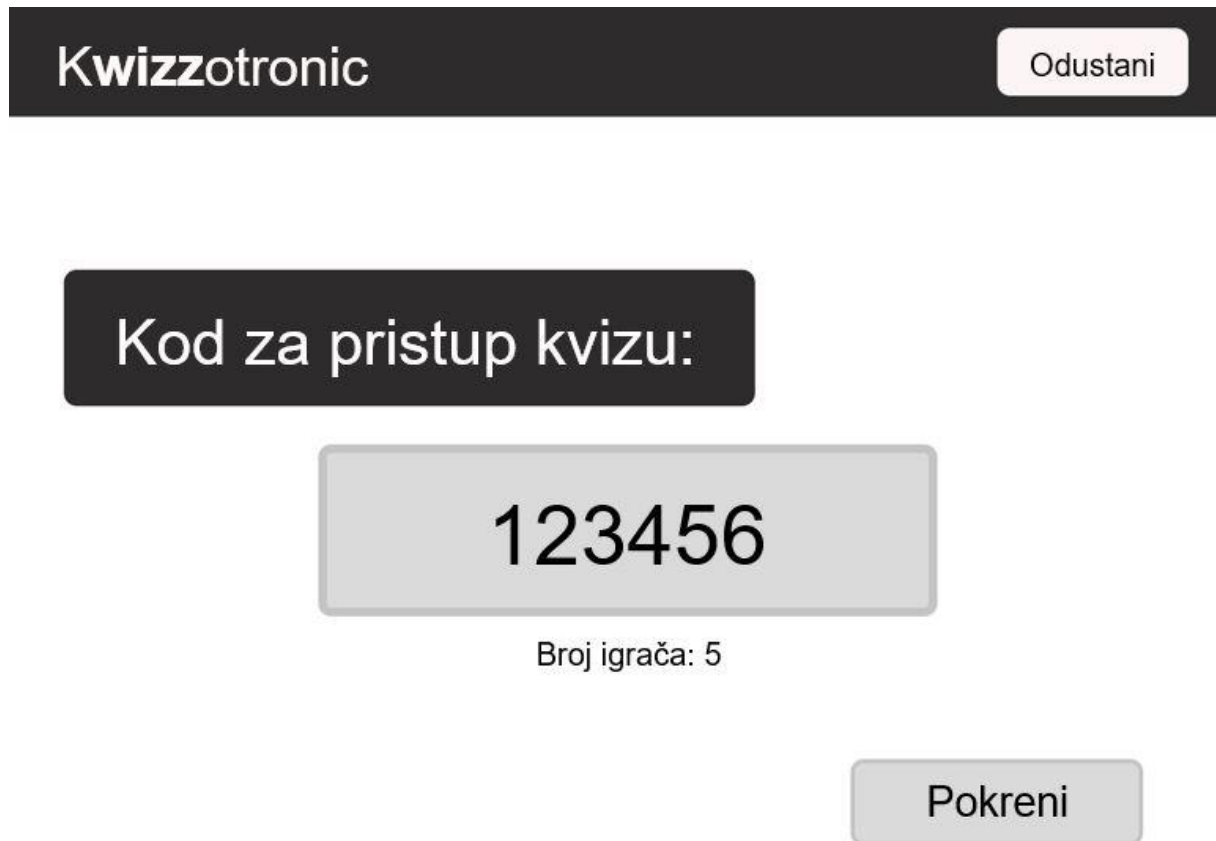 Kwizzotronic
Odustani
Kod za pristup kvizu:
123456
Broj igrača: 5
Pokreni